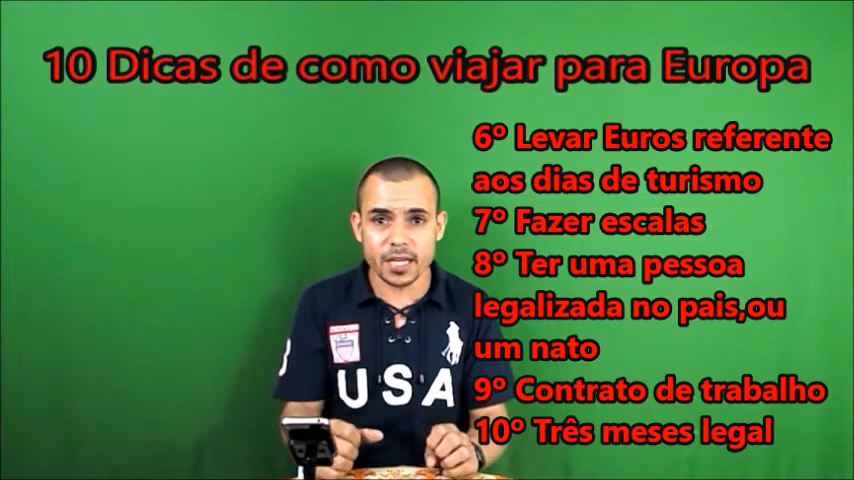 10 Dicas de como viajar para Europa
6º Levar Euros referente
aos dias de turismo
7º Fazer escalas
8º Ter uma pessoa
legalizada no pais,ou
um nato
9º Contrato de trabalho
10º Três meses legal
USA